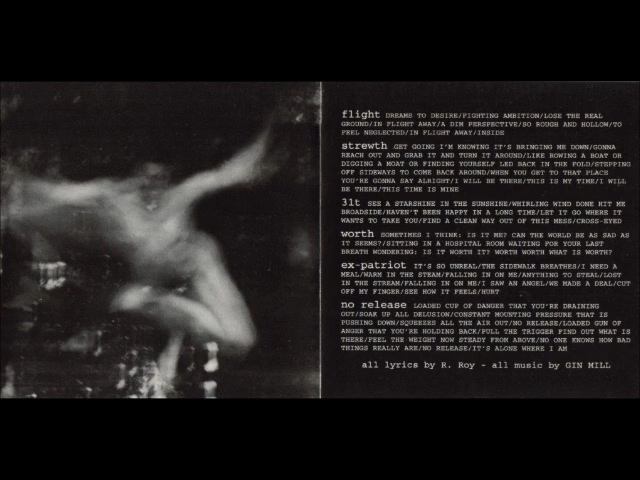 flight DREAMS TO DESIRE/FIGHTING AMBITION/LOSE THE REAL
GROUND/IN FLIGHT AWAY/A DIM PERSPECTIVE/SO ROUGH AND HOLLOW/TO
FEEL NEGLECTED/IN FLIGHT AWAY/INSIDE
strewth GET GOING I'M KNOWING IT'S BRINGING ME DOWN/GONNA
REACH OUT AND GRAB IT AND TURN IT AROUND/LIKE ROWING A BOAT OR
DIGGING A MOAT OR FINDING YOURSELF LED BACK IN THE FOLD/STEPPING
OFF SIDEWAYS TO COME BACK AROUND/WHEN YOU GET TO THAT PLACE
YOU'RE GONNA SAY ALRIGHT/I WILL BE THERE/THIS IS MY TIME/I WILL
BE THERE/THIS TIME IS MINE
3lt SEE A STARSHINE IN THE SUNSHINE/WHIRLING WIND DONE HIT ME
BROADSIDE/HAVEN'T BEEN HAPPY IN A LONG TIME/LET IT GO WHERE IT
WANTS TO TAKE YOU/FIND A CLEAN WAY OUT OF THIS MESS/CROSS-EYED
worth SOMETIMES I THINK: IS IT ME? CAN THE WORLD BE AS SAD AS
IT SEEMS?/SITTING IN A HOSPITAL ROOM WAITING FOR YOUR LAST
BREATH WONDERING: IS IT WORTH IT? WORTH WORTH WHAT IS WORTH?
ex-patriot IT'S SO UNREAL/THE SIDEWALK BREATHES/I NEED A
MEAL/WARM IN THE STEAM/FALLING IN ON ME/ANYTHING TO STEAL/LOST
IN THE STREAM/FALLING IN ON ME/I SAW AN ANGEL/WE MADE A DEAL/CUT
OFF MY FINGER/SEE HOW IT FEELS/HURT
no release LOADED CUP OF DANGER THAT YOU'RE DRAINING
OUT/SOAK UP ALL DELUSION/CONSTANT MOUNTING PRESSURE THAT IS
PUSHING DOWN/SQUEEZES ALL THE AIR OUT/NO RELEASE/LOADED GUN OF
ANGER THAT YOU'RE HOLDING BACK/PULL THE TRIGGER FIND OUT WHAT IS
THERE/FEEL THE WEIGHT NOW STEADY FROM ABOVE/NO ONE KNOWS HOW BAD
THINGS REALLY ARE/NO RELEASE/IT'S ALONE WHERE I AM
all lyrics by R. Roy - all music by GIN MILL